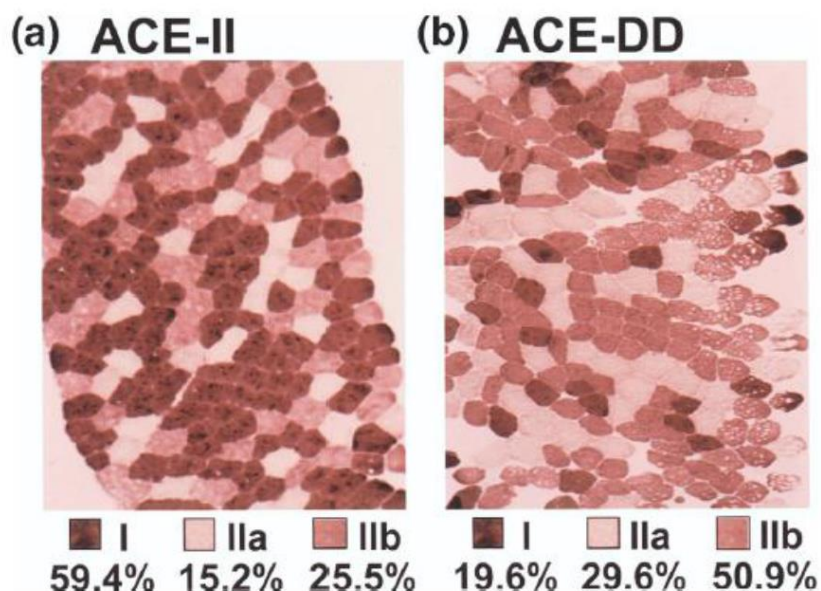 (a) ACE-II
(b) ACE-DD
I IIa IIb
59.4% 15.2% 25.5%
I IIa IIb
19.6% 29.6% 50.9%